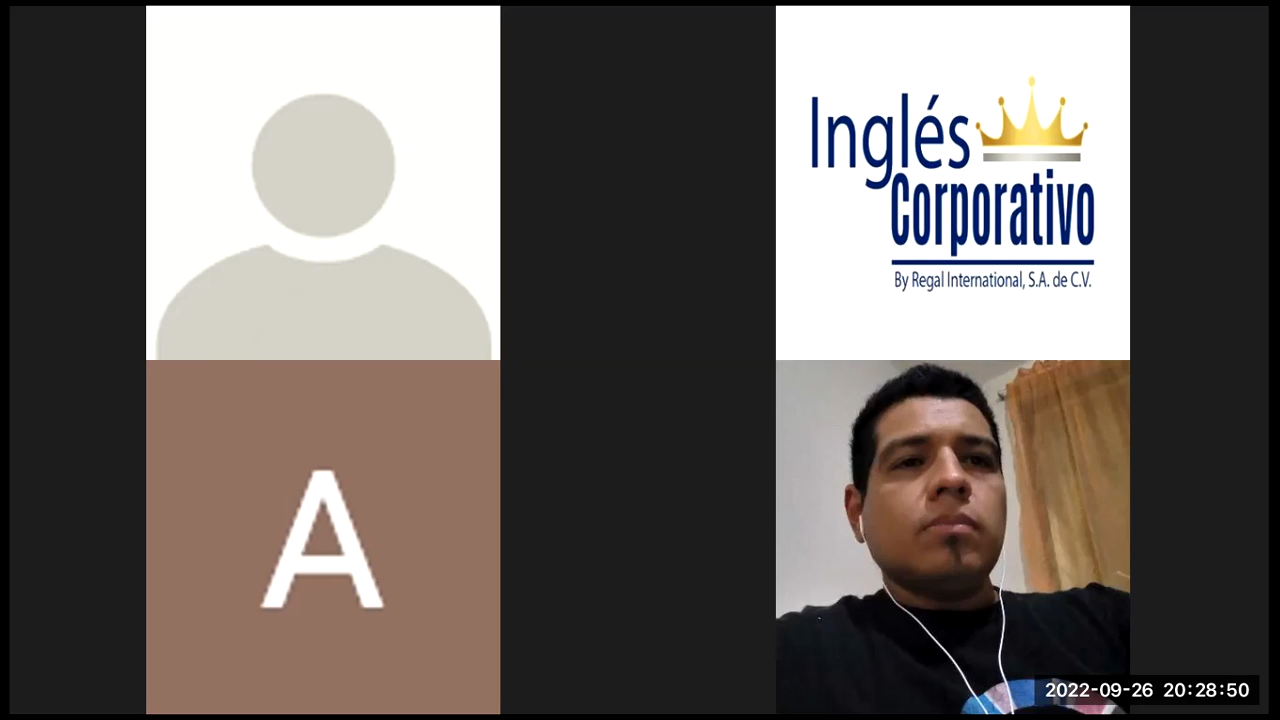 Inglés
Corporativo
By Regal International, S.A. de C.V.
A
2022-09-26 20:28:50